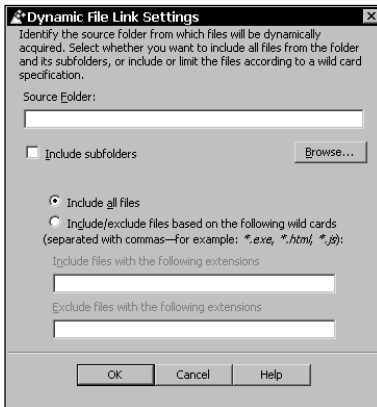 Dynamic File Link Settings
Identify the source folder from which files will be dynamically
acquired. Select whether you want to include all files from the folder
and its subfolders, or include or limit the files according to a wild card
specification.
Source Folder:
Include subfolders
Browse...
Include all files
Include/exclude files based on the following wild cards
(separated with commas—for example: *.exe, *.html, *.js):
Include files with the following extensions
Exclude files with the following extensions
OK Cancel Help